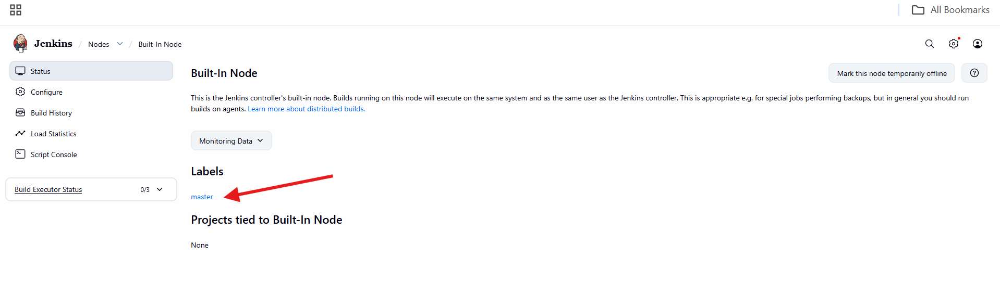 All Bookmarks
Jenkins / Nodes / Built-In Node
Status
Configure
Build History
Load Statistics
Script Console
Build Executor Status 0/3
Built-In Node
Mark this node temporarily offline
This is the Jenkins controller's built-in node. Builds running on this node will execute on the same system and as the same user as the Jenkins controller. This is appropriate e.g. for special jobs performing backups, but in general you should run
builds on agents. Learn more about distributed builds.
Monitoring Data
Labels
master
Projects tied to Built-In Node
None